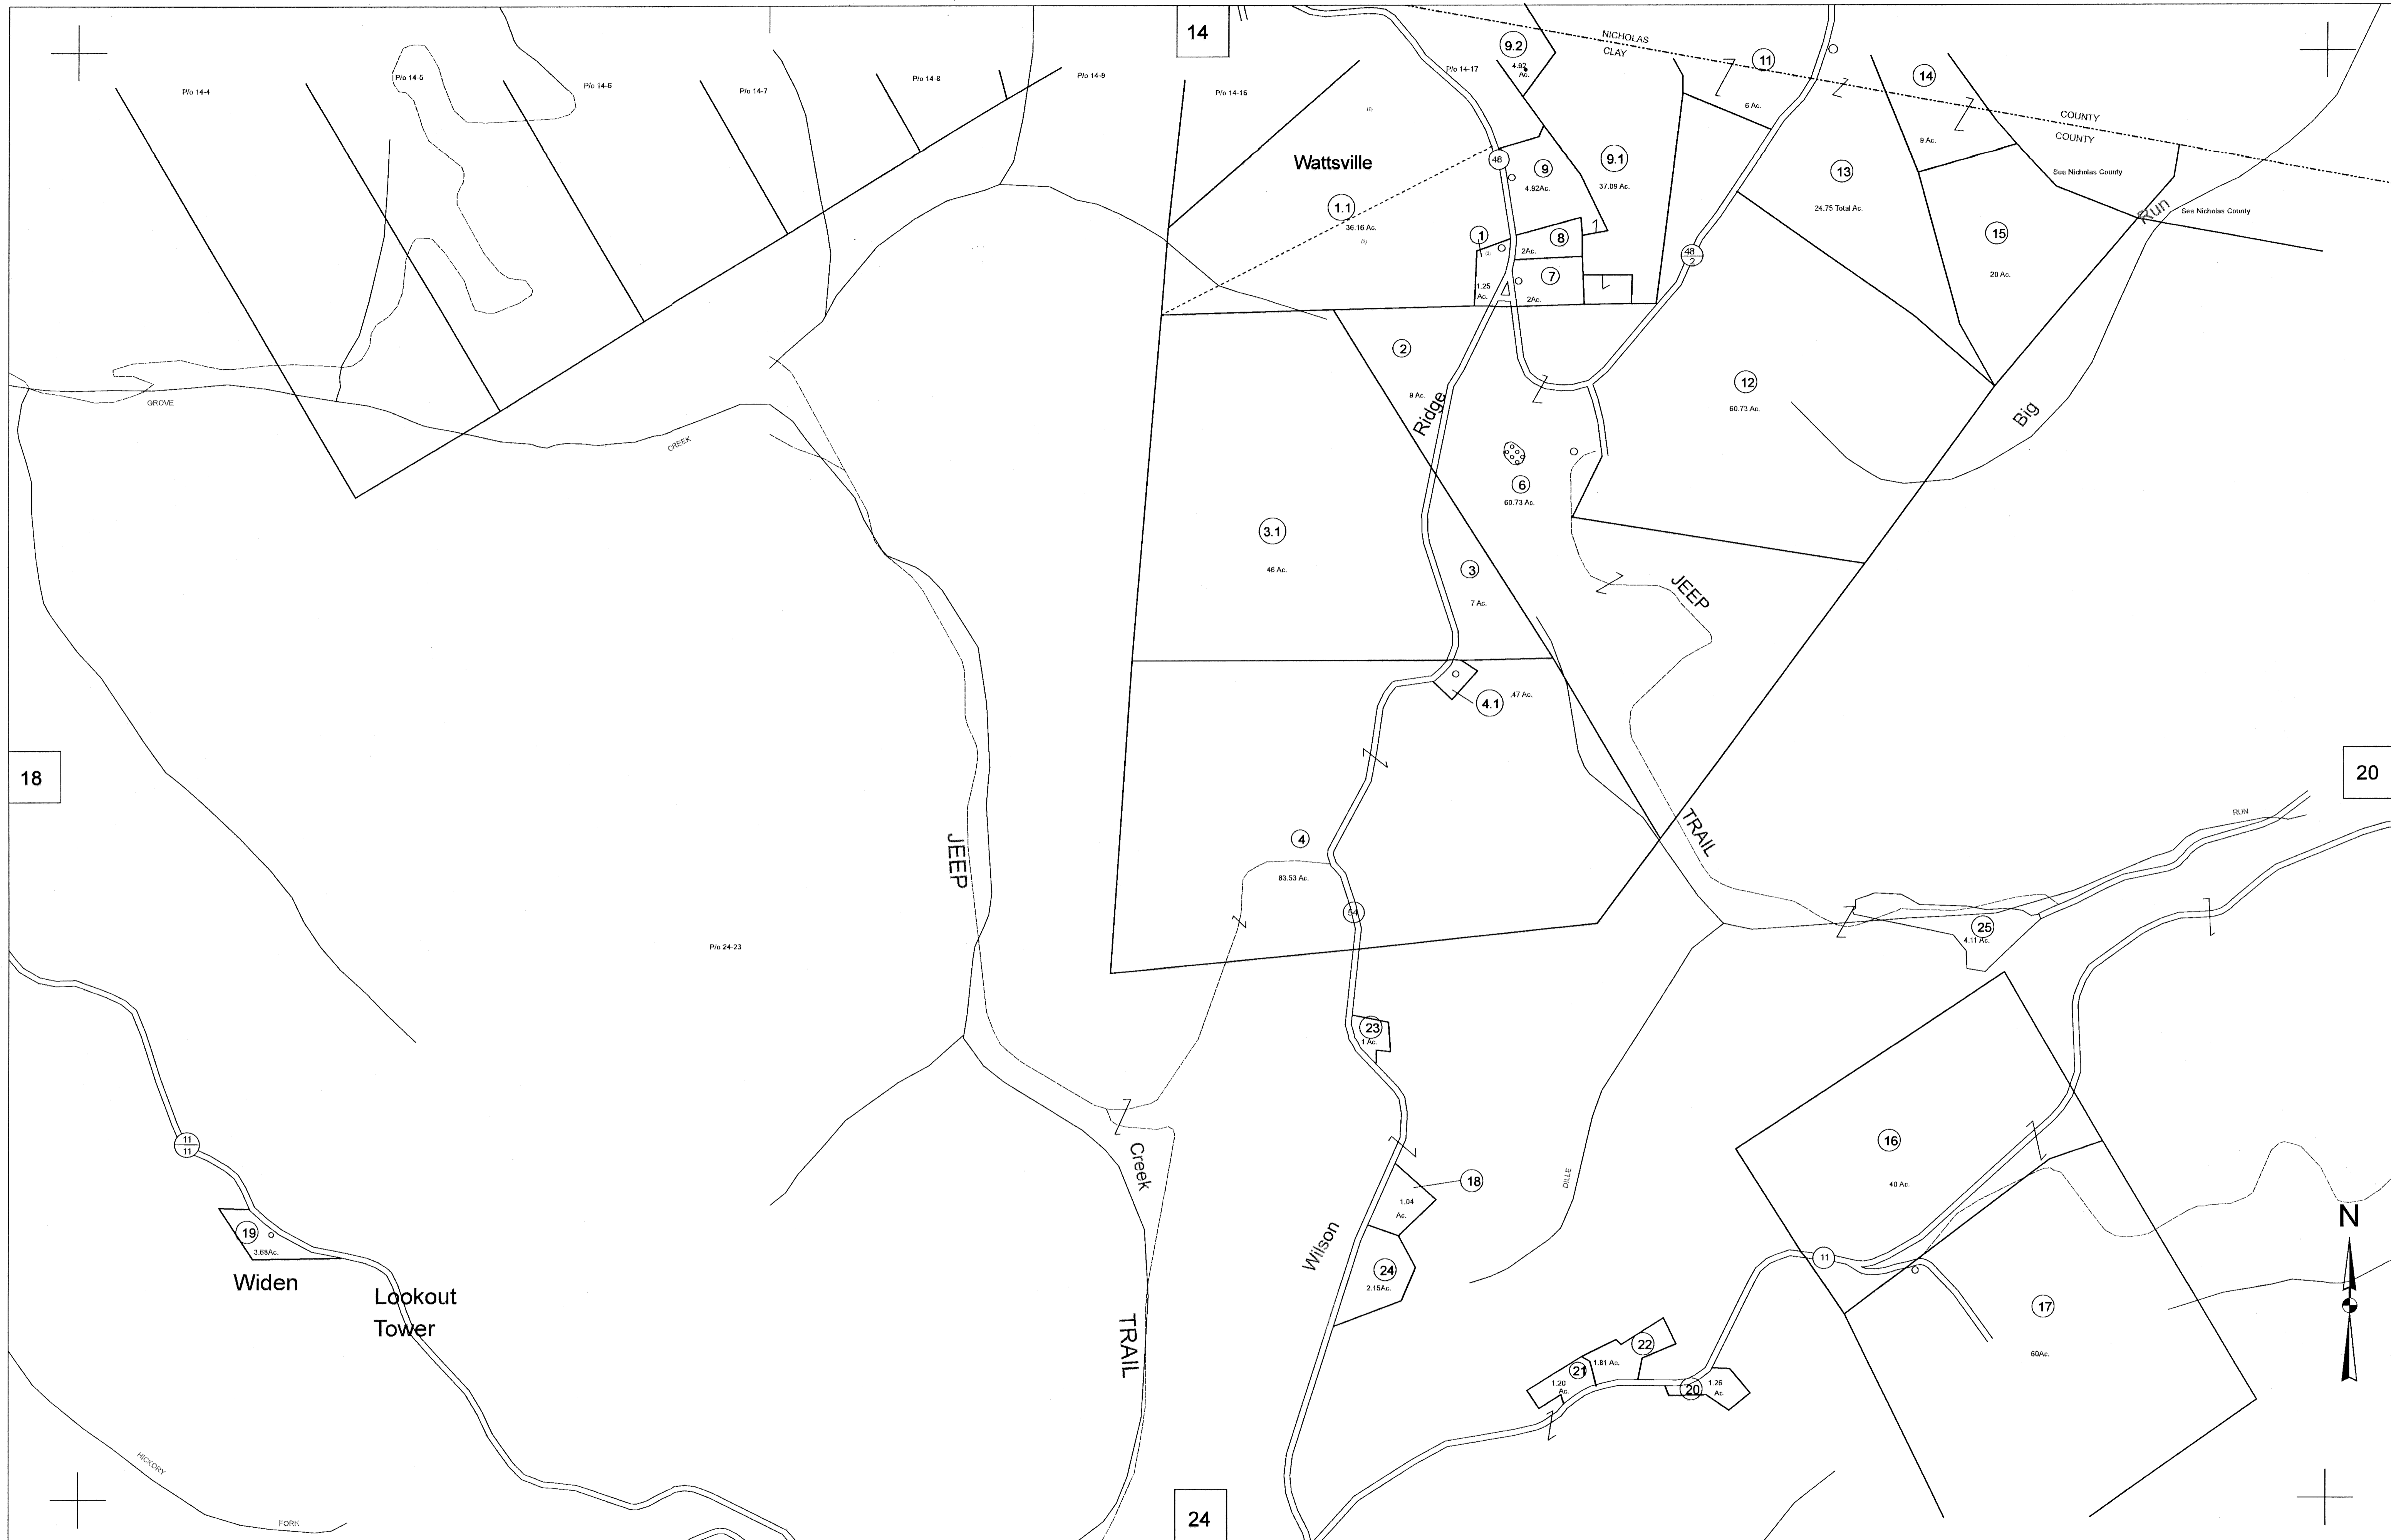 14
NICHOLAS
CLAY
COUNTY
COUNTY
P/o 14-4
P/o 14-5
P/o 14-6
P/o 14-7
P/o 14-8
P/o 14-9
P/o 14-16
P/o 14-17
9.2
4.92
Ac.
11
6 Ac.
14
9 Ac.
See Nicholas County
See Nicholas County
Wattsville
(1)
1.1
36.16 Ac.
48
9
4.92Ac.
9.1
37.09 Ac.
13
24.75 Total Ac.
15
20 Ac.
Run
1
1.25
Ac.
8
2Ac.
7
2Ac.
48
2
2
9 Ac.
Ridge
12
60.73 Ac.
Big
GROVE
CREEK
6
60.73 Ac.
3.1
46 Ac.
3
7 Ac.
JEEP
4.1
.47 Ac.
18
20
RUN
TRAIL
JEEP
4
83.53 Ac.
54
25
4.11 Ac.
P/o 24-23
23
1 Ac.
11
11
Creek
18
1.04
Ac.
DILLE
16
40 Ac.
N
19
3.68Ac.
Widen
Lookout
Tower
Wilson
24
2.15Ac.
11
17
60Ac.
TRAIL
22
1.81 Ac.
21
1.20
Ac.
20
1.26
Ac.
HICKORY
FORK
24